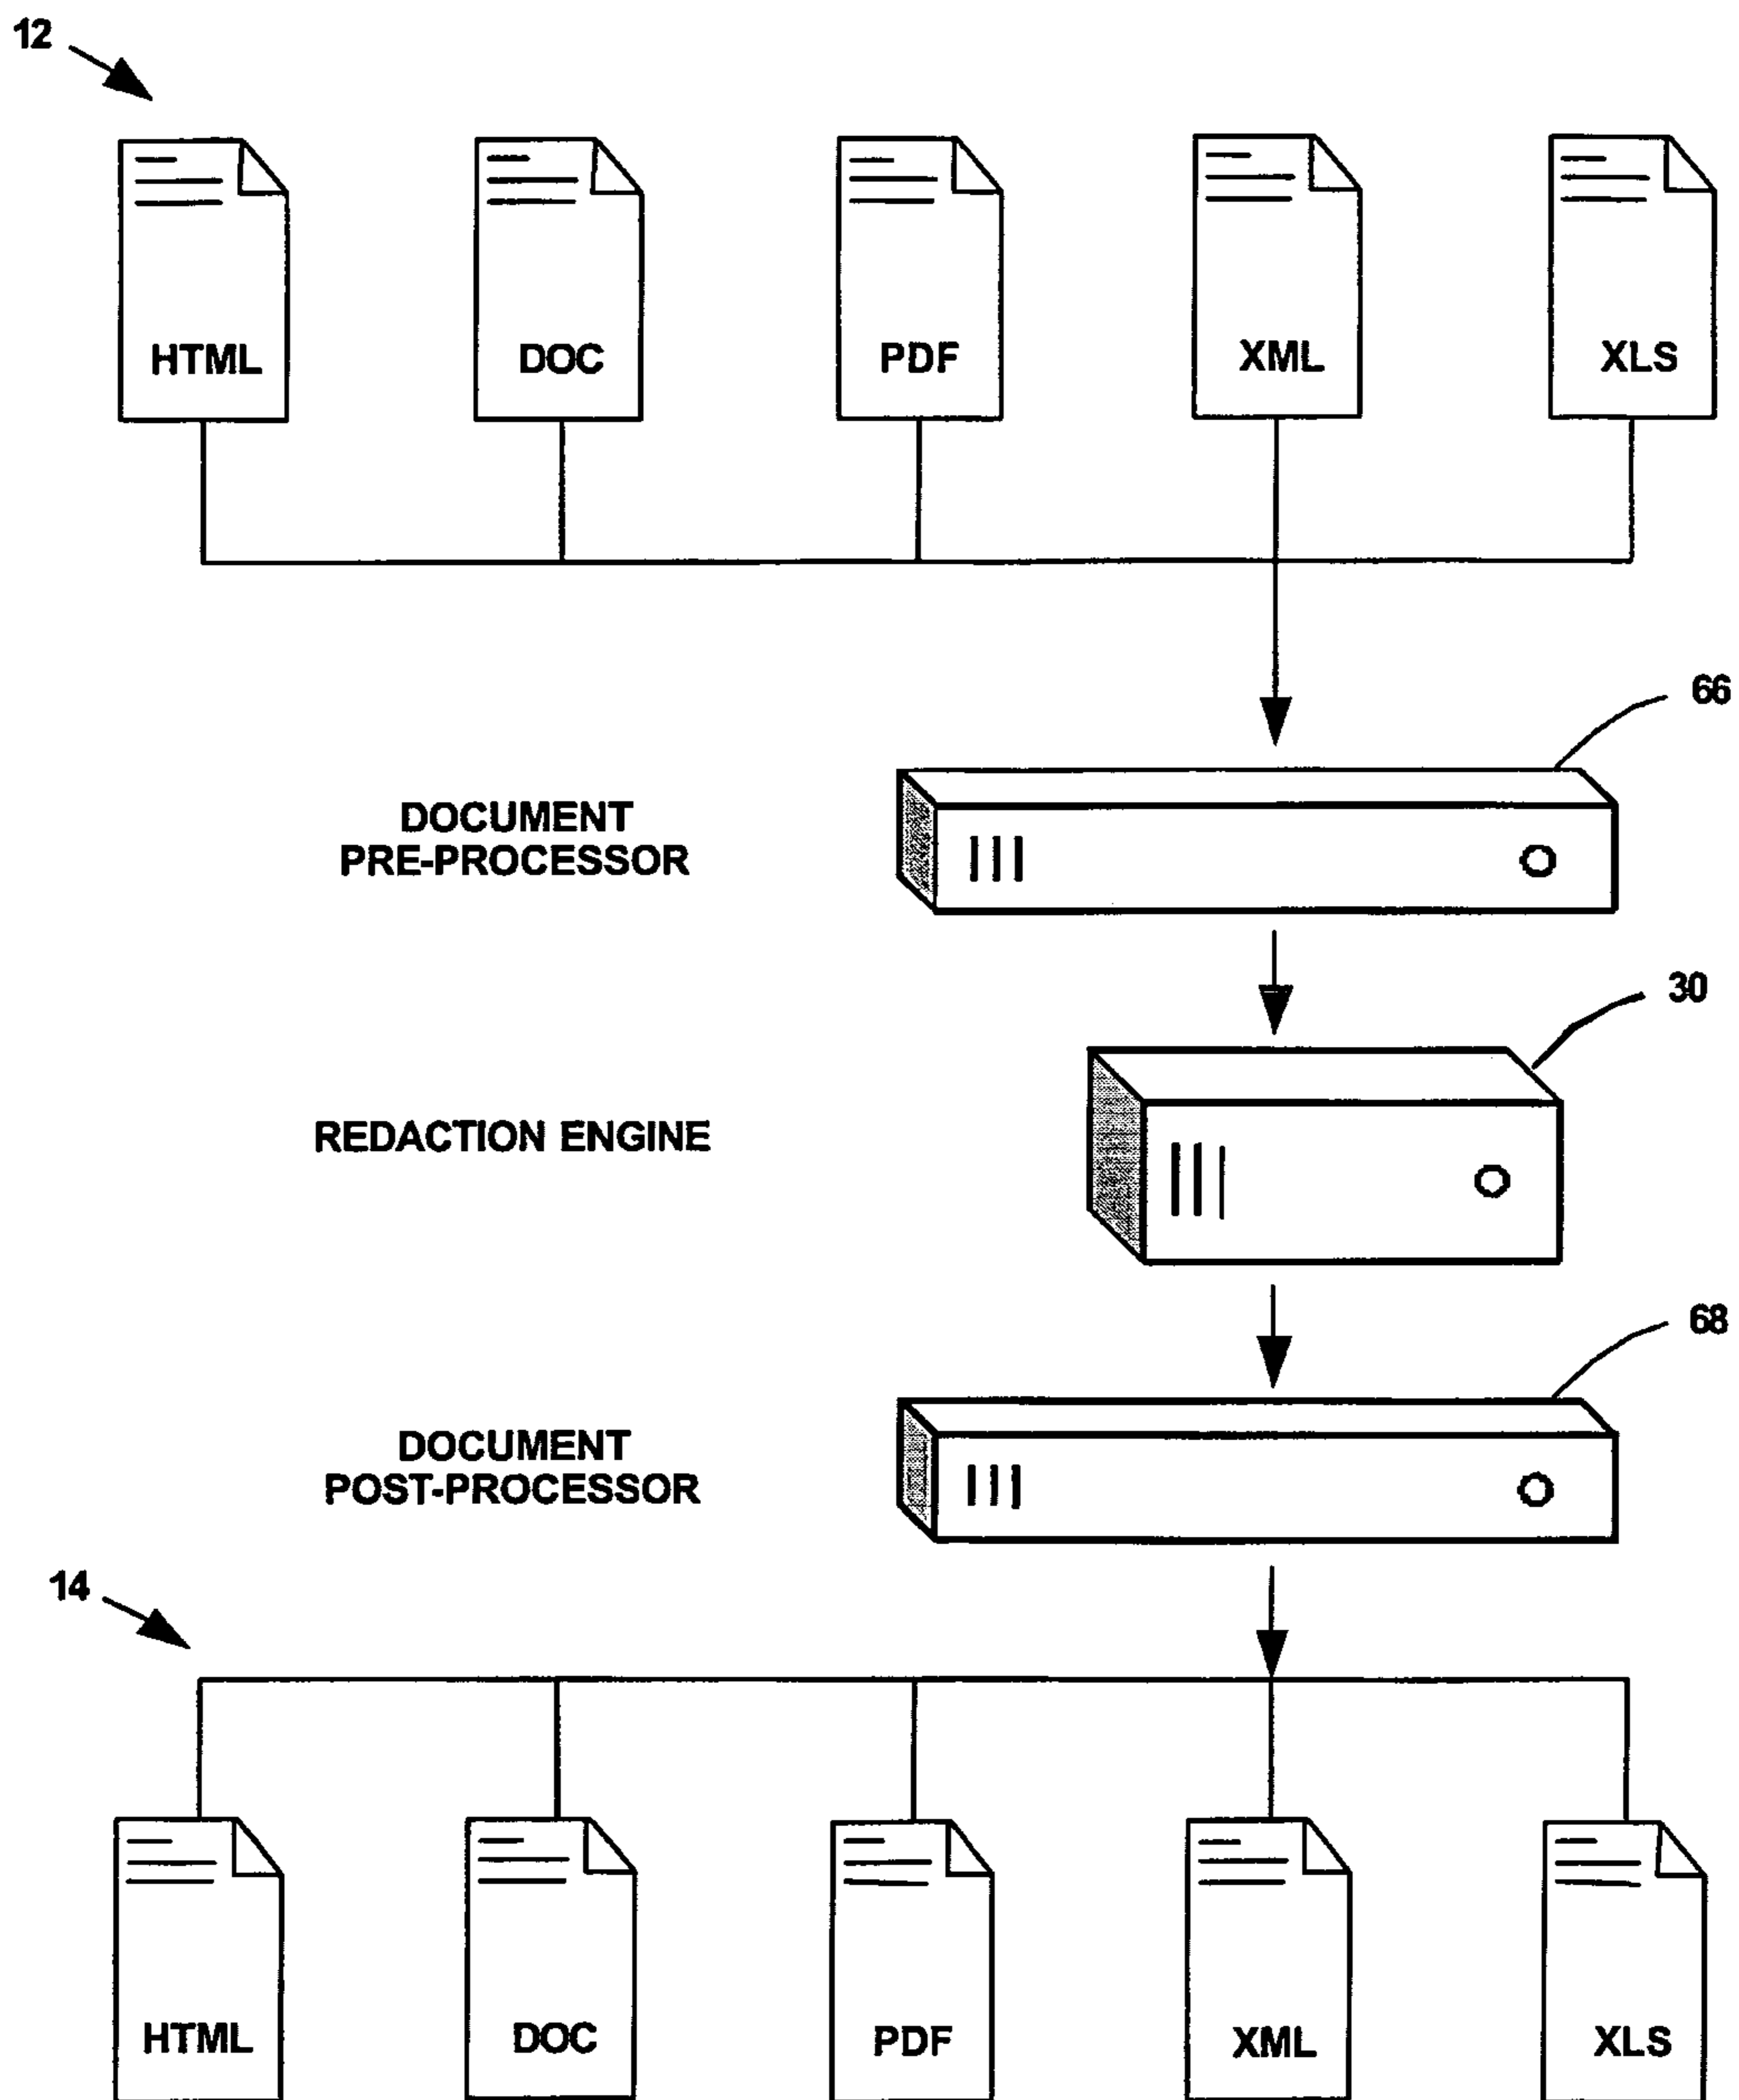 12
HTML DOC PDF XML XLS
66
DOCUMENT
PRE-PROCESSOR
30
REDACTION ENGINE
68
DOCUMENT
POST-PROCESSOR
14
HTML DOC PDF XML XLS